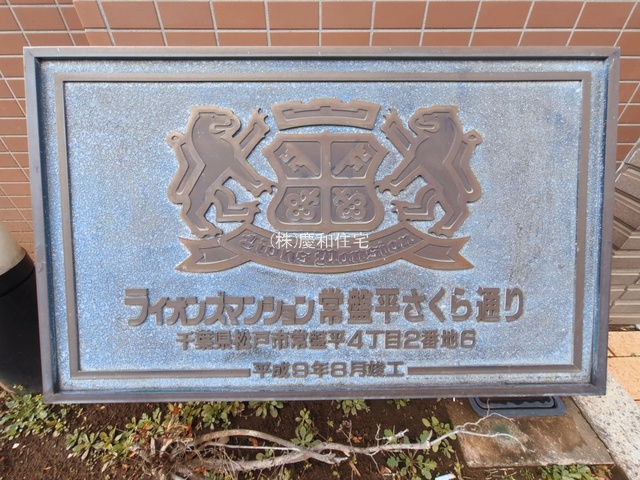 (株)慶和住宅
Lions Mansion
ライオンズマンション常盤平さくら通り
千葉県松戸市常盤平4丁目2番地6
平成9年8月竣工